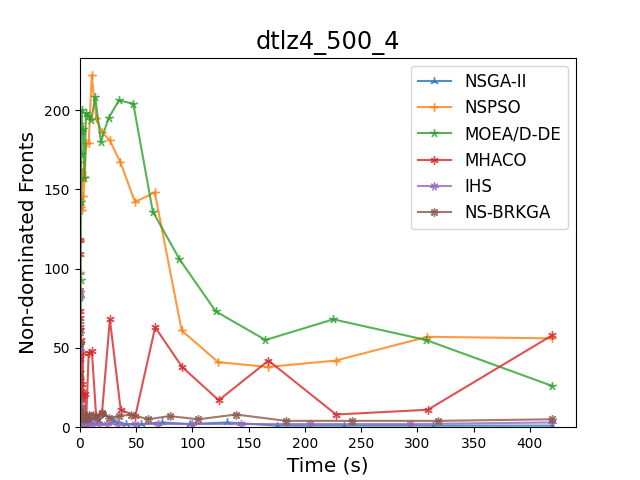 dtlz4_500_4
Non-dominated Fronts
200
150
100
50
0
NSGA-II
NSPSO
MOEA/D-DE
MHACO
IHS
NS-BRKGA
0 50 100 150 200 250 300 350 400
Time (s)